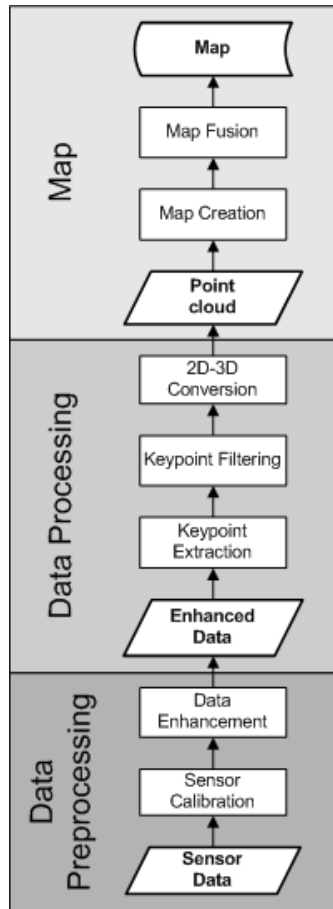 Map
Map
Map Fusion
Map Creation
Point
cloud
Data Processing
2D-3D
Conversion
Keypoint Filtering
Keypoint
Extraction
Enhanced
Data
Data
Preprocessing
Data
Enhancement
Sensor
Calibration
Sensor
Data